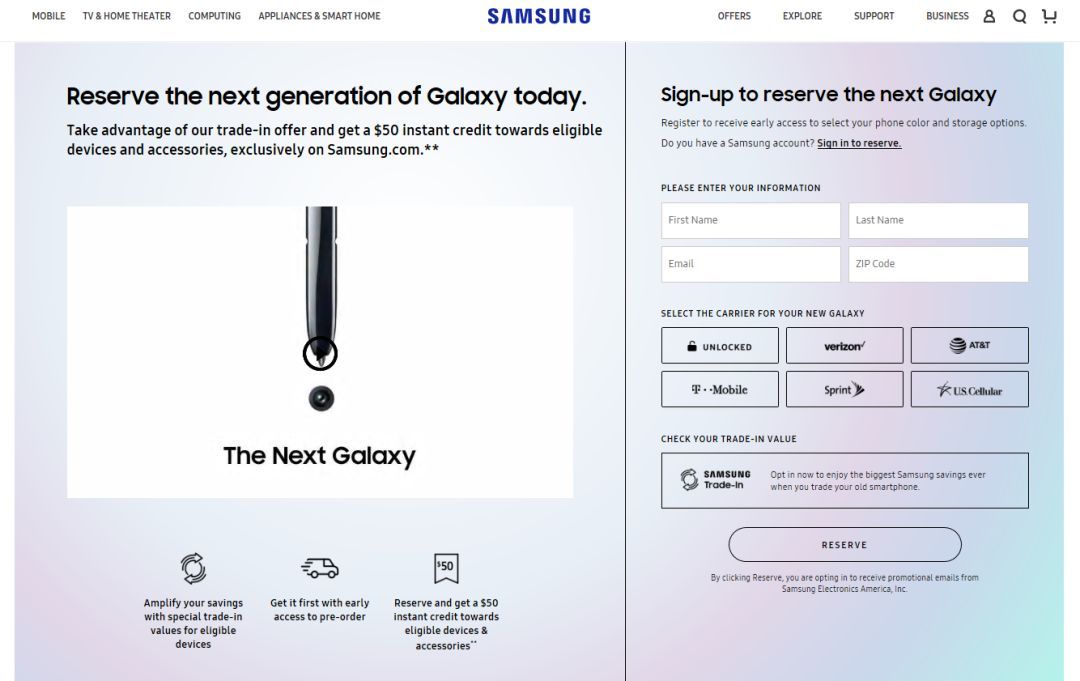 MOBILE TV & HOME THEATER COMPUTING APPLIANCES & SMART HOME SAMSUNG OFFERS EXPLORE SUPPORT BUSINESS
Reserve the next generation of Galaxy today.
Take advantage of our trade-in offer and get a $50 instant credit towards eligible
devices and accessories, exclusively on Samsung.com.**
The Next Galaxy
Amplify your savings
with special trade-in
values for eligible
devices
Get it first with early
access to pre-order
$50
Reserve and get a $50
instant credit towards
eligible devices &
accessories**
Sign-up to reserve the next Galaxy
Register to receive early access to select your phone color and storage options.
Do you have a Samsung account? Sign in to reserve.
PLEASE ENTER YOUR INFORMATION
First Name Last Name
Email ZIP Code
SELECT THE CARRIER FOR YOUR NEW GALAXY
UNLOCKED verizon AT&T
T··Mobile Sprint U.S. Cellular
CHECK YOUR TRADE-IN VALUE
SAMSUNG
Trade-In
Opt in now to enjoy the biggest Samsung savings ever
when you trade your old smartphone.
RESERVE
By clicking Reserve, you are opting in to receive promotional emails from
Samsung Electronics America, Inc.